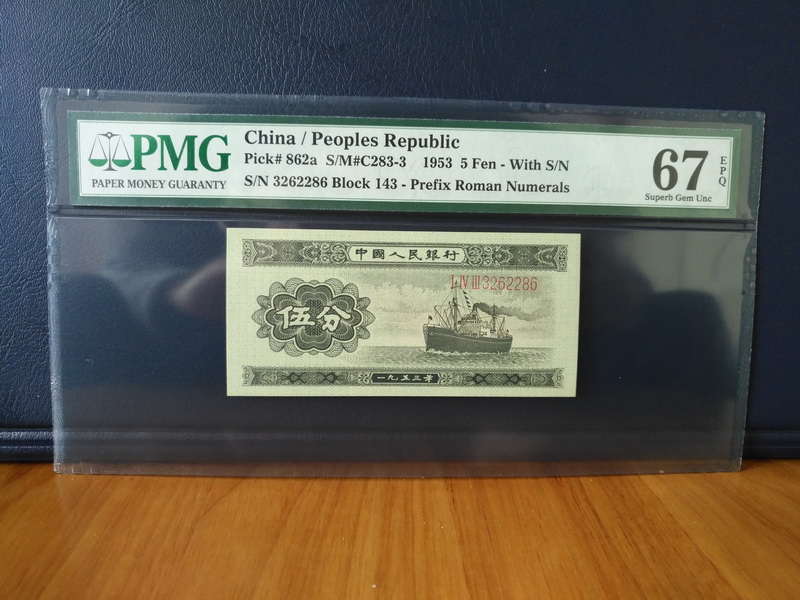 PMG
PAPER MONEY GUARANTY
China / Peoples Republic
Pick# 862a S/M#C283-3 1953 5 Fen - With S/N
S/N 3262286 Block 143 - Prefix Roman Numerals
67
EPQ
Superb Gem Unc
中國人民銀行
I IV III 3262286
伍分
一九五三年